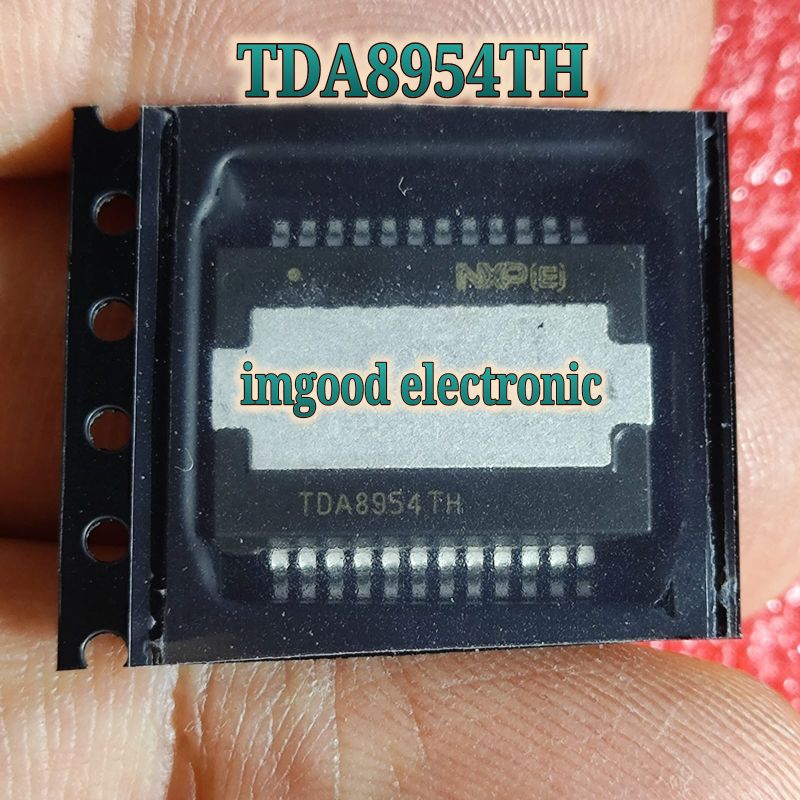 TDA8954TH
NXP(E)
imgood electronic
TDA8954TH